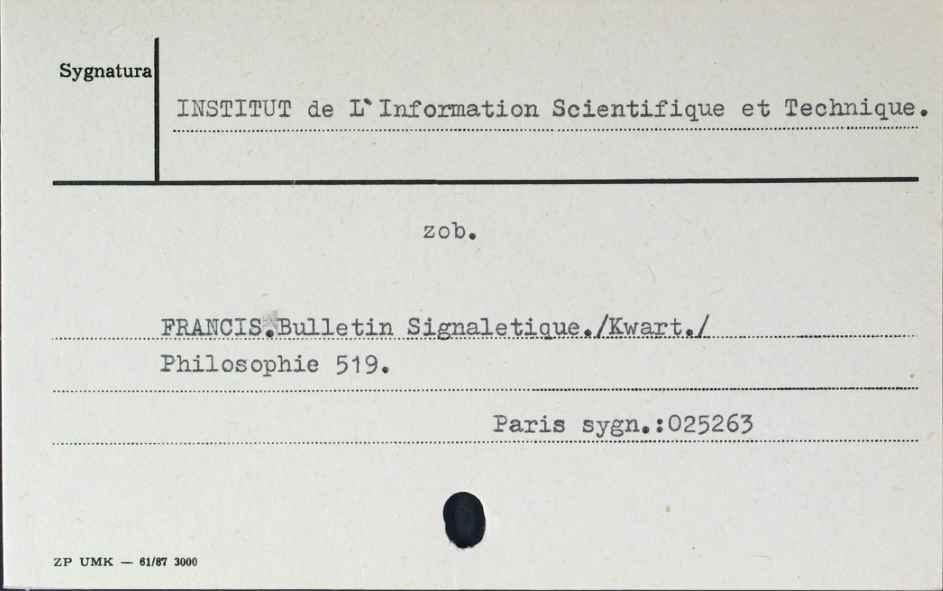 Sygnatura
INSTITUT de L`Information Scientifique et Technique.
zob.
FRANCIS.Bulletin Signaletique./Kwart./
Philosophie 519.
Paris sygn.:025263
ZP UMK — 61/87 3000